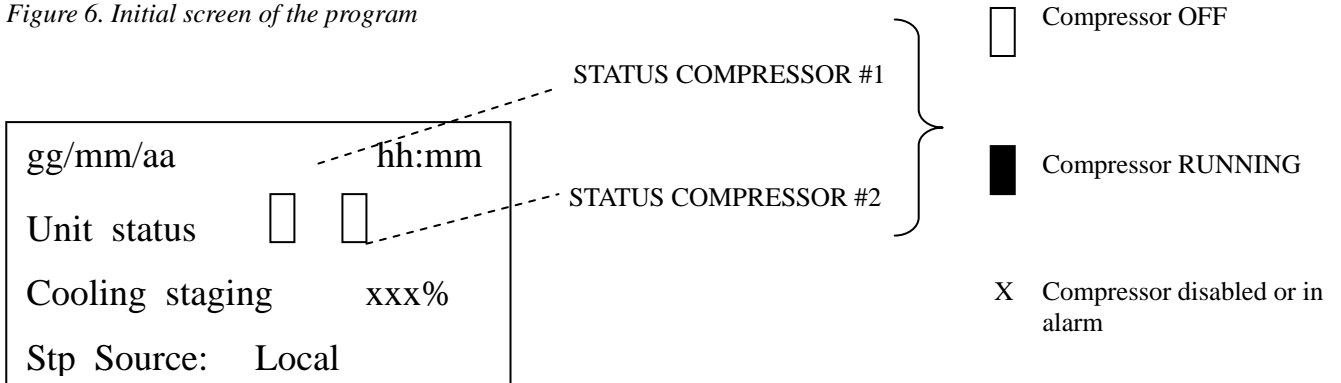 Figure 6. Initial screen of the program
Compressor OFF
STATUS COMPRESSOR #1
gg/mm/aa hh:mm
Compressor RUNNING
STATUS COMPRESSOR #2
Unit status
Cooling staging xxx%
X Compressor disabled or in
alarm
Stp Source: Local